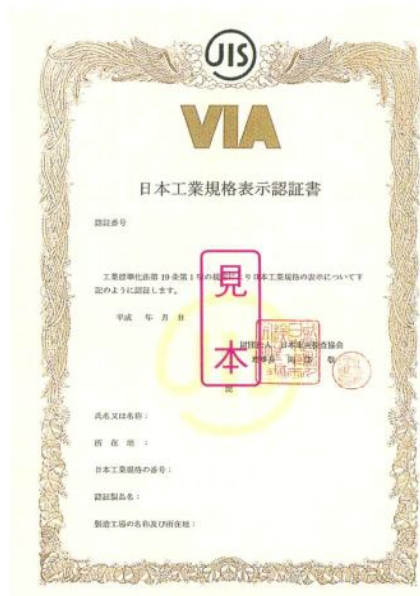 JIS
VIA
日本工業規格表示認証書
認証番号
工業標準化法第19条第1項の規定により日本工業規格の表示について下
記のように認証します。
平成 年 月 日
見本
財団法人 日本 検査協会
理事長
記
氏名又は名称:
所 在 地 :
日本工業規格の番号:
認証製品名:
製造工場の名称及び所在地: